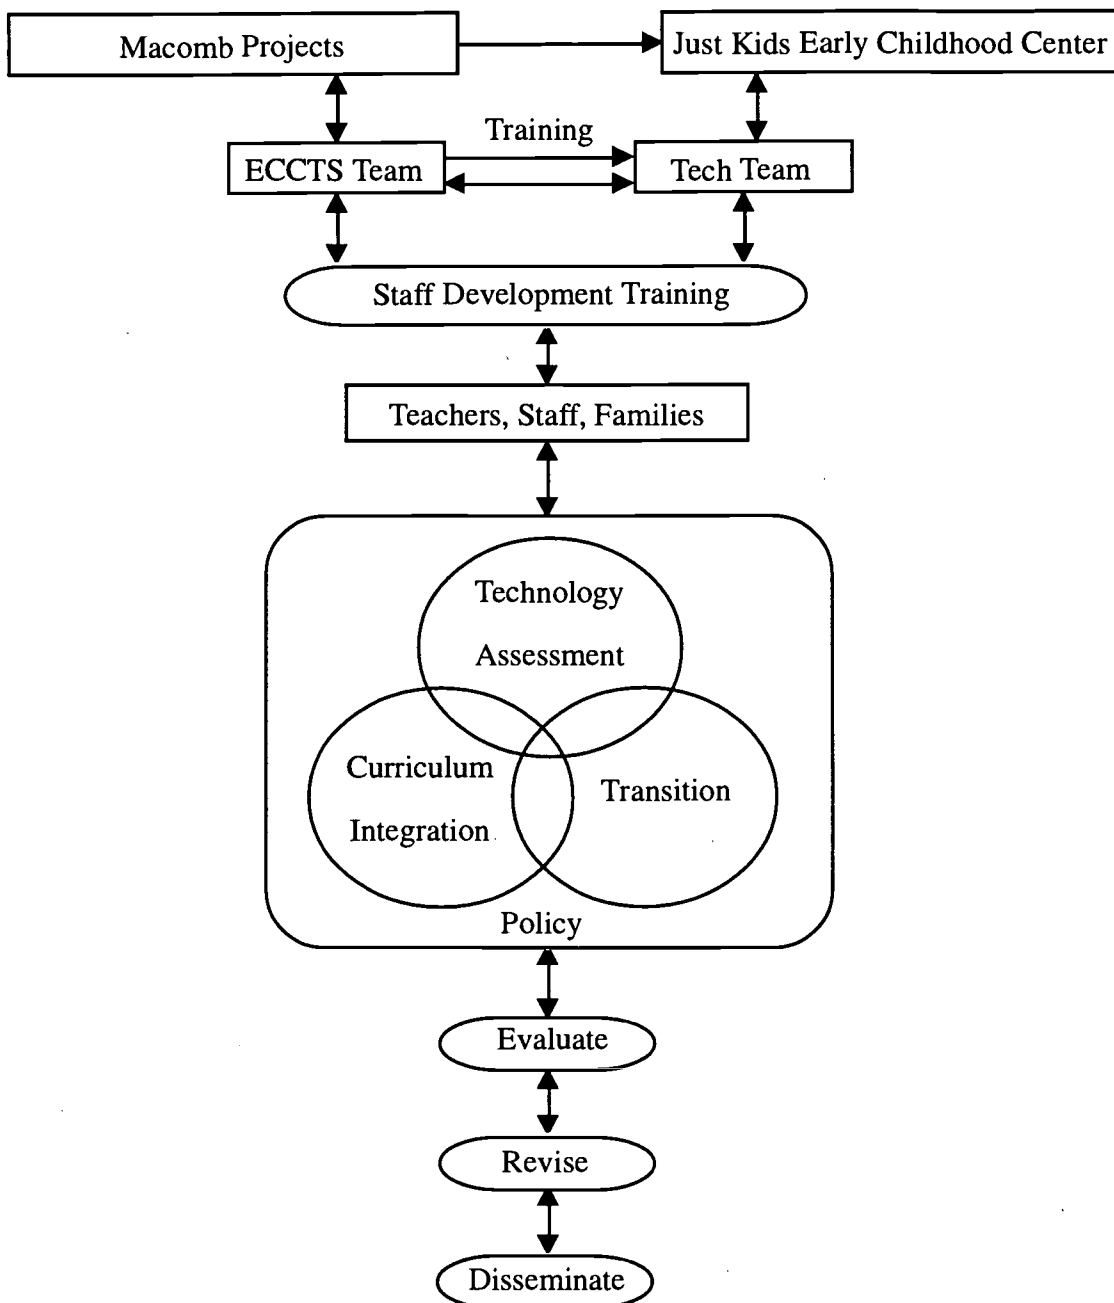 Macomb Projects
Just Kids Early Childhood Center
Training
ECCTS Team
Tech Team
Staff Development Training
Teachers, Staff, Families
Technology
Assessment
Curriculum
Integration
Transition
Policy
Evaluate
Revise
Disseminate